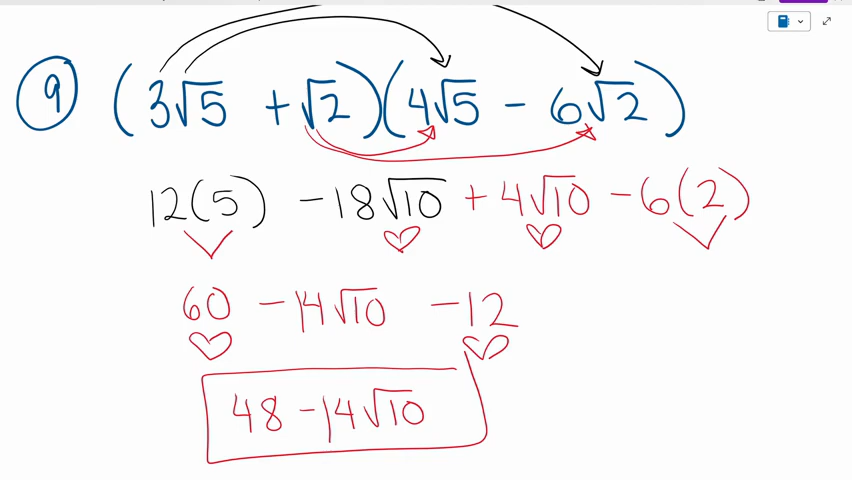 9 (3√5 + √2)(4√5 - 6√2)
12(5) - 18√10 + 4√10 - 6(2)
60 - 14√10 - 12
48 - 14√10